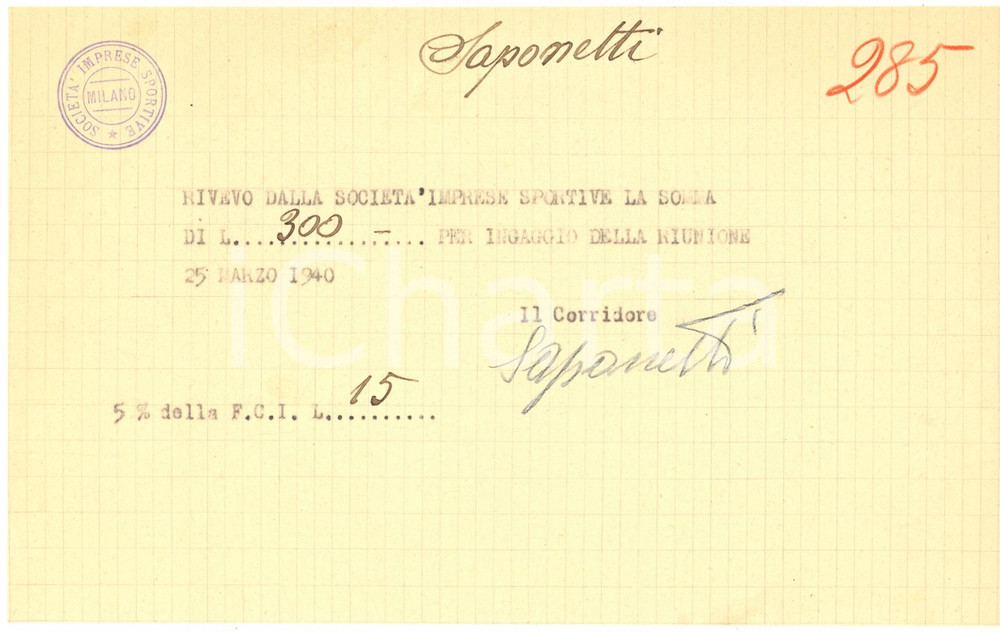 Saponetti
285
SOCIETA' IMPRESE SPORTIVE
MILANO
RIVEVO DALLA SOCIETA'IMPRESE SPORTIVE LA SOMMA
DI L....300.–.... PER INGAGGIO DELLA RIUNIONE
25 MARZO 1940
Il Corridore
Saponetti
5 % della F.C.I. L...15.......
iCharta